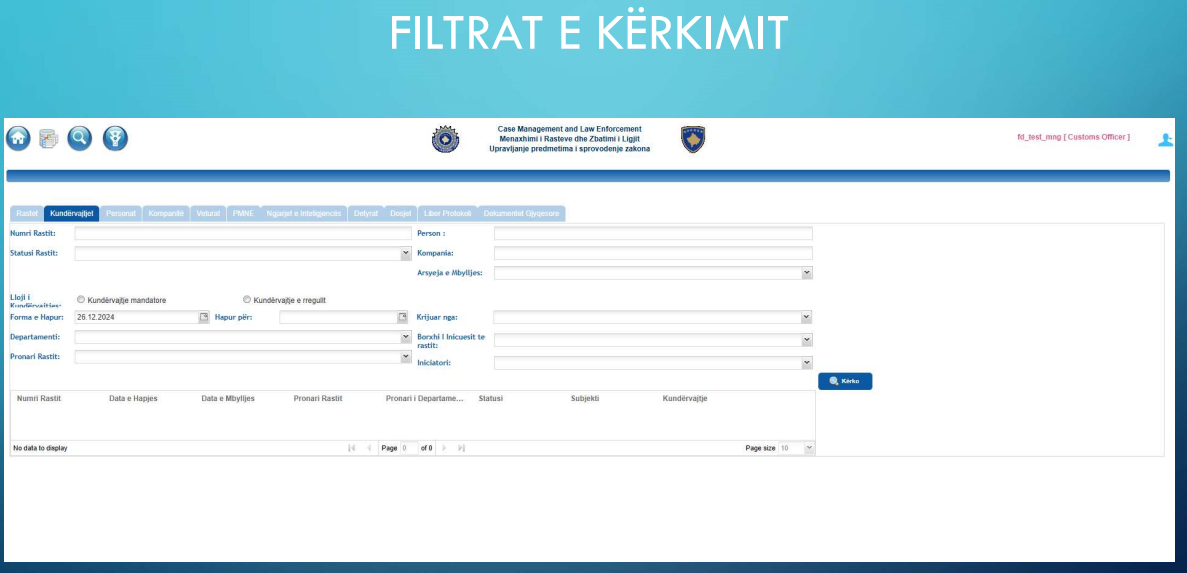 FILTRAT E KËRKIMIT
Case Management and Law Enforcement
Menaxhimi i Rasteve dhe Zbatimi i Ligjit
Upravljanje predmetima i sprovođenje zakona
fd_test_mng [ Customs Officer ]
Rastet Kundërvajtjet Personat Kompanitë Veturat PMNE Ngjarjet e Inteligjencës Detyrat Dosjet Liber Protokoli Dokumentet Gjyqësore
Numri Rastit: Person :
Statusi Rastit: Kompania:
Arsyeja e Mbylljes:
Lloji i Kundërvajtjes: Kundërvajtje mandatore Kundërvajtje e rregullt
Forma e Hapur: 26.12.2024 Hapur për: Krijuar nga:
Departamenti: Borxhi I Inicuesit te rastit:
Pronari Rastit: Iniciatori:
Kërko
Numri Rastit Data e Hapjes Data e Mbylljes Pronari Rastit Pronari i Departame... Statusi Subjekti Kundërvajtje
No data to display Page 0 of 0 Page size 10